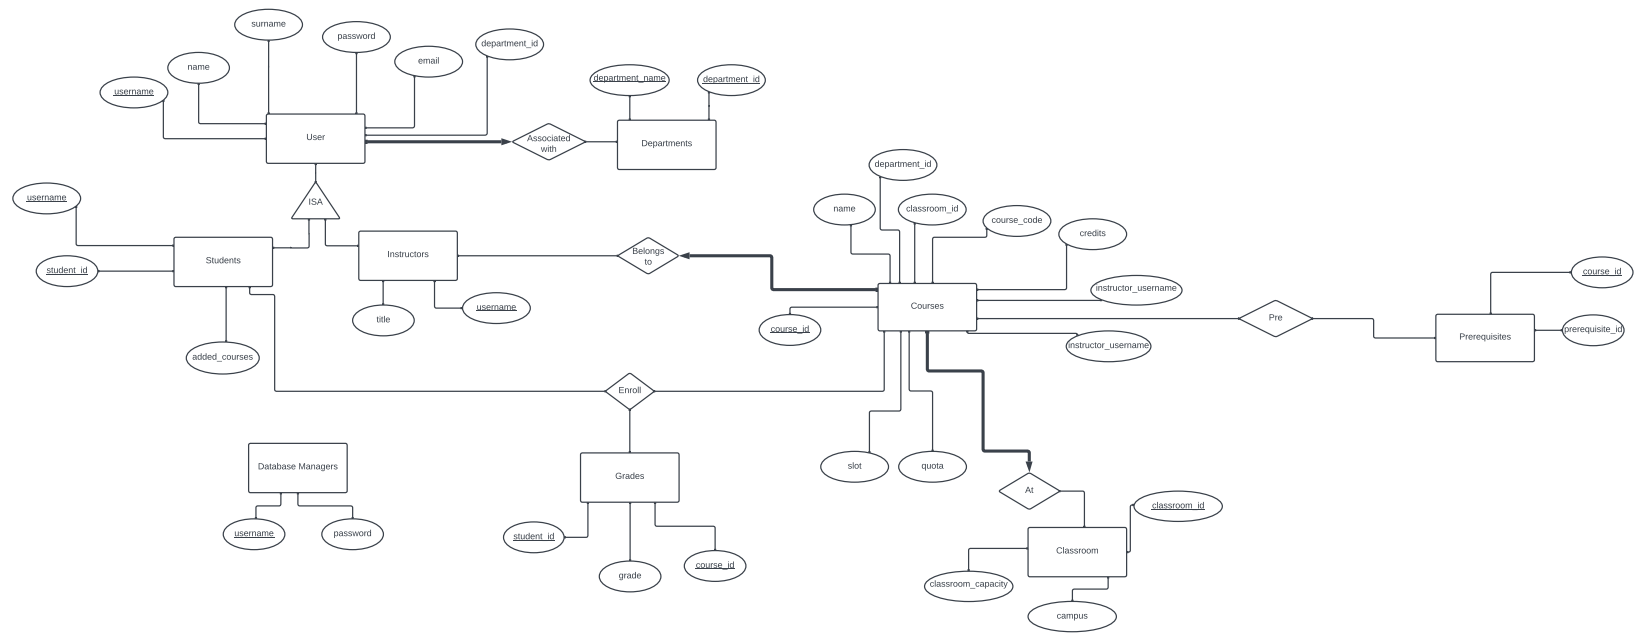 surname
password
department_id
email
name
department_name
department_id
username
User
Associated
with
Departments
department_id
username
ISA
name
classroom_id
course_code
credits
Students
Instructors
Belongs
to
student_id
course_id
instructor_username
Courses
username
title
course_id
Pre
prerequisite_id
Prerequisites
instructor_username
added_courses
Enroll
slot
quota
Database Managers
Grades
At
classroom_id
username
password
student_id
Classroom
course_id
grade
classroom_capacity
campus